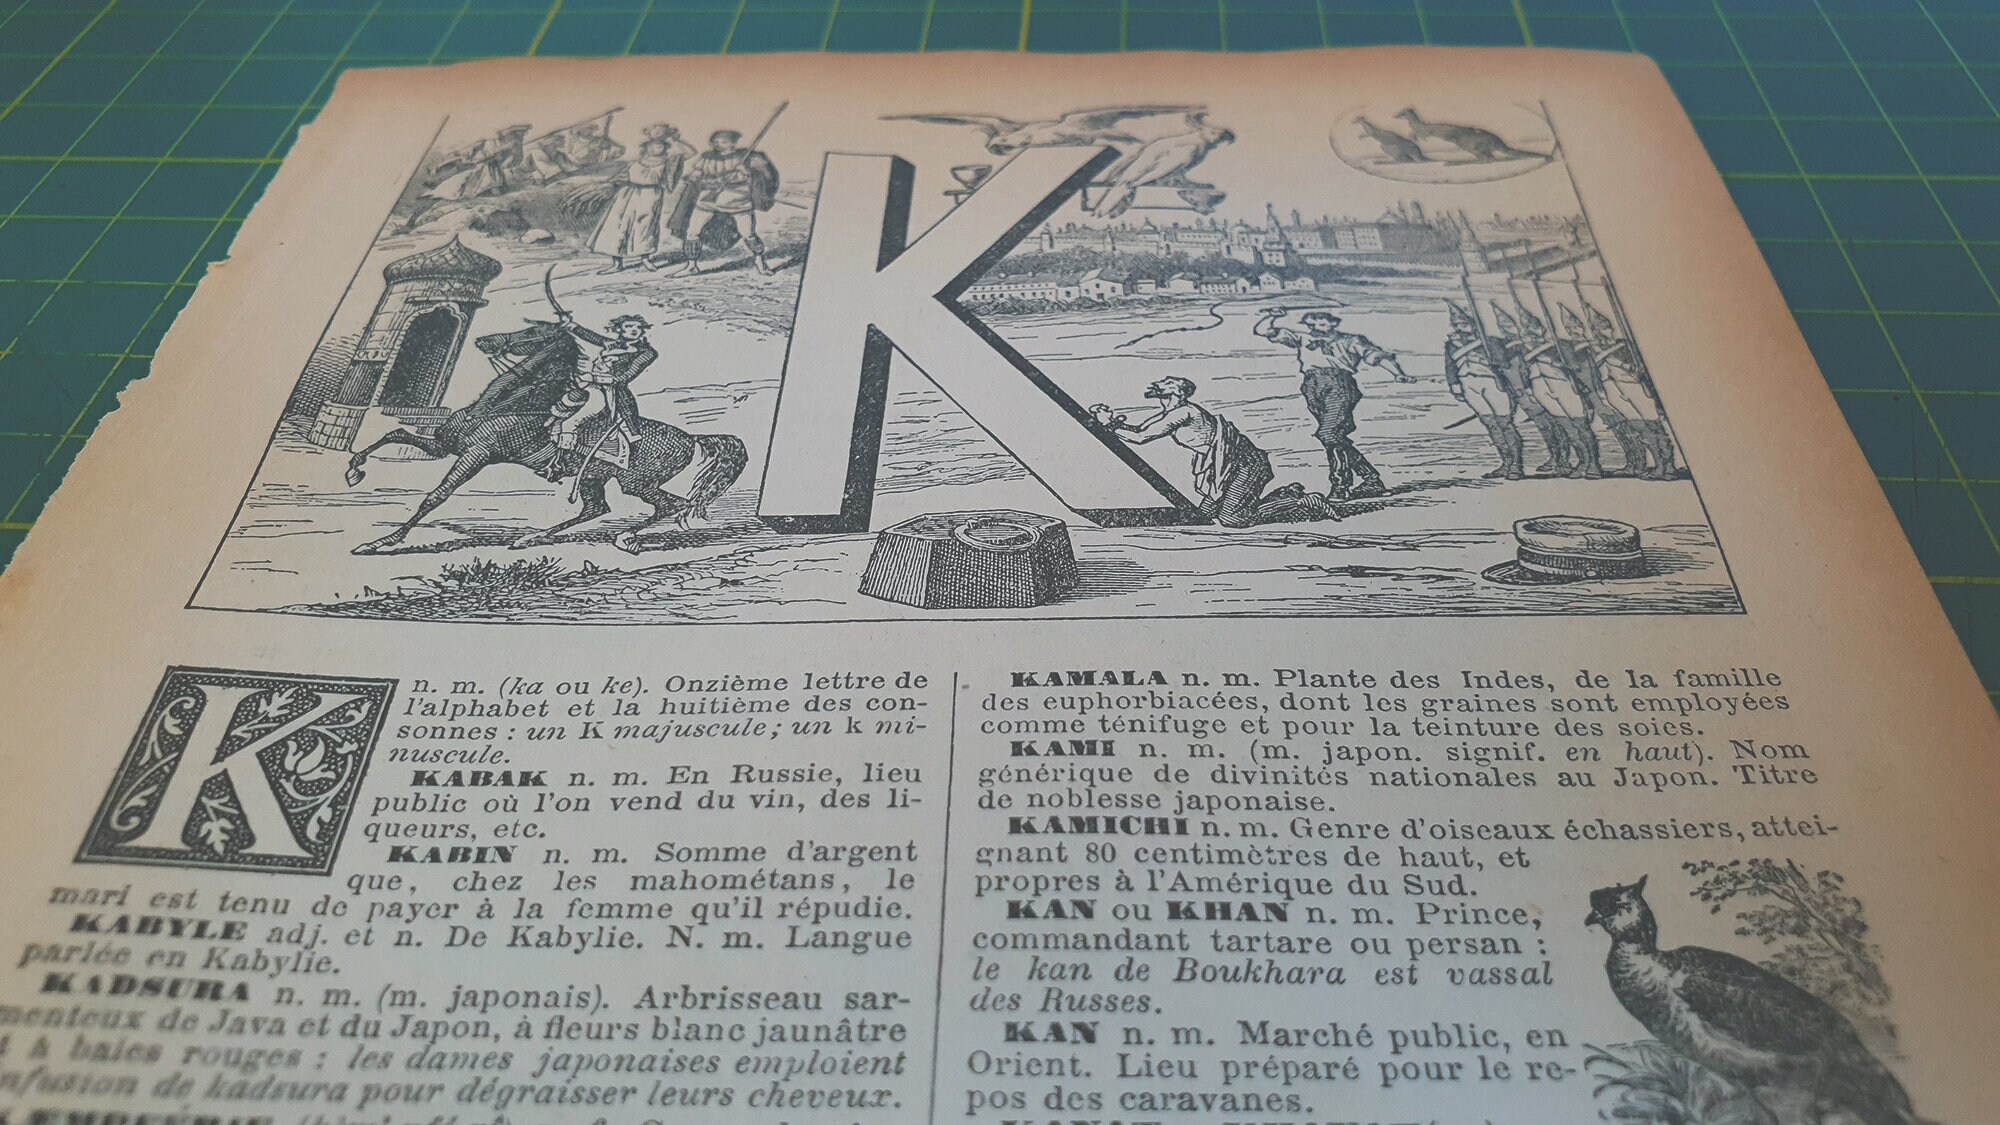 K
K
n. m. (ka ou ke). Onzième lettre de
l'alphabet et la huitième des con-
sonnes : un K majuscule; un k mi-
nuscule.
KABAK n. m. En Russie, lieu
public où l'on vend du vin, des li-
queurs, etc.
KABIN n. m. Somme d'argent
que, chez les mahométans, le
mari est tenu de payer à la femme qu'il répudie.
KABYLE adj. et n. De Kabylie. N. m. Langue
parlée en Kabylie.
KADSURA n. m. (m. japonais). Arbrisseau sar-
menteux de Java et du Japon, à fleurs blanc jaunâtre
à baies rouges : les dames japonaises emploient
infusion de kadsura pour dégraisser leurs cheveux.
KAMALA n. m. Plante des Indes, de la famille
des euphorbiacées, dont les graines sont employées
comme ténifuge et pour la teinture des soies.
KAMI n. m. (m. japon. signif. en haut). Nom
générique de divinités nationales au Japon. Titre
de noblesse japonaise.
KAMICHI n. m. Genre d'oiseaux échassiers, attei-
gnant 80 centimètres de haut, et
propres à l'Amérique du Sud.
KAN ou KHAN n. m. Prince,
commandant tartare ou persan :
le kan de Boukhara est vassal
des Russes.
KAN n. m. Marché public, en
Orient. Lieu préparé pour le re-
pos des caravanes.